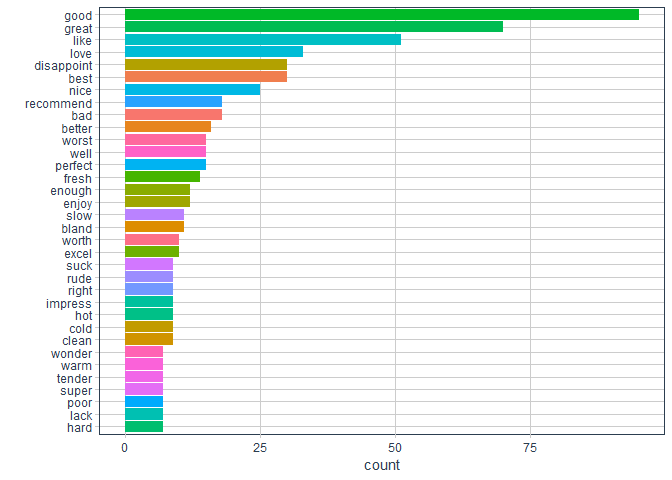 good
great
like
love
disappoint
best
nice
recommend
bad
better
worst
well
perfect
fresh
enough
enjoy
slow
bland
worth
excel
suck
rude
right
impress
hot
cold
clean
wonder
warm
tender
super
poor
lack
hard
0 25 50 75
count